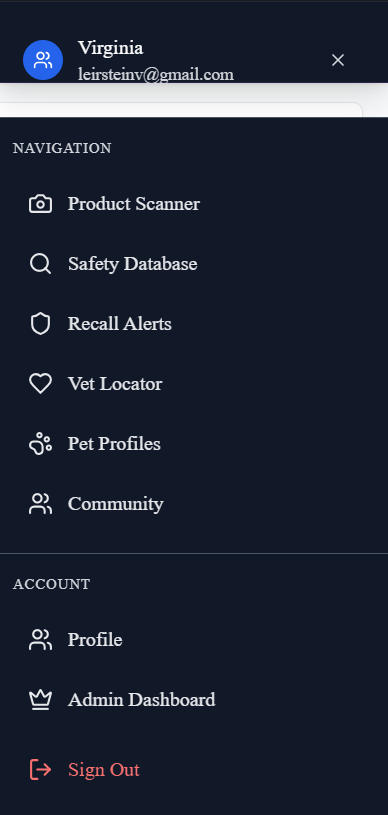 Virginia
leirsteinv@gmail.com
NAVIGATION
Product Scanner
Safety Database
Recall Alerts
Vet Locator
Pet Profiles
Community
ACCOUNT
Profile
Admin Dashboard
Sign Out